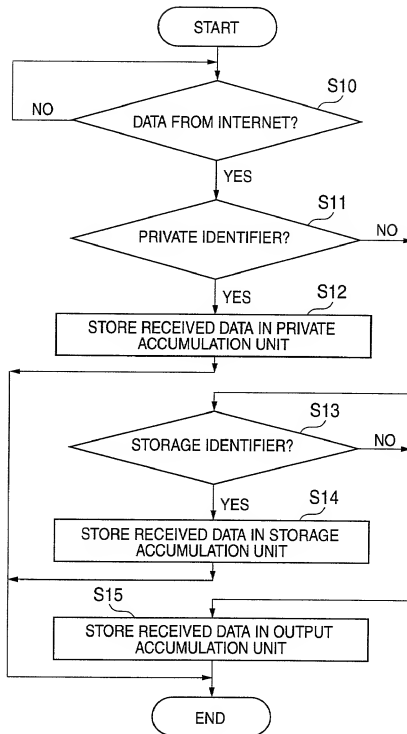 START
S10
DATA FROM INTERNET?
NO
YES
S11
PRIVATE IDENTIFIER?
NO
YES
S12
STORE RECEIVED DATA IN PRIVATE
ACCUMULATION UNIT
S13
STORAGE IDENTIFIER?
NO
YES
S14
STORE RECEIVED DATA IN STORAGE
ACCUMULATION UNIT
S15
STORE RECEIVED DATA IN OUTPUT
ACCUMULATION UNIT
END